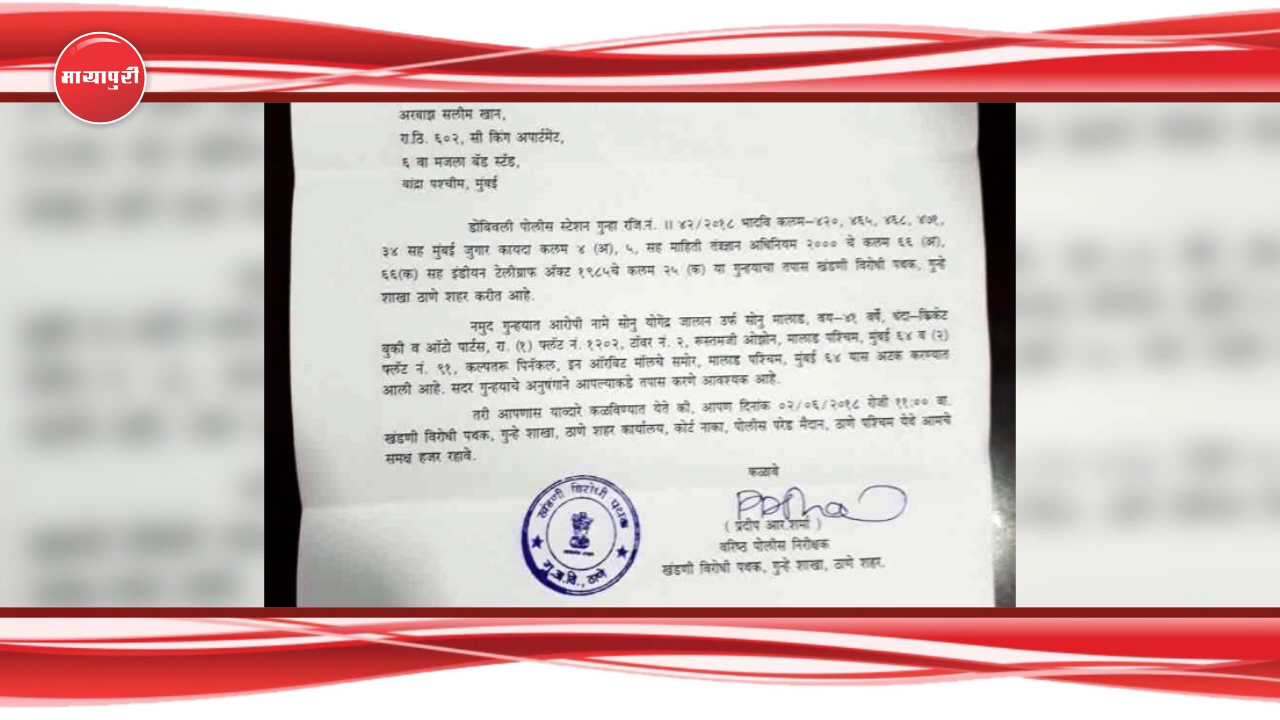 मायापुरी
अरबाझ सलीम खान,
रा.ठि. ६०२, सी किंग अपार्टमेंट,
६ वा मजला बॅड स्टॅड,
बांद्रा पश्चीम, मुंबई
डोंबिवली पोलीस स्टेशन गुन्हा रजि.नं. ॥ ४२/२०१८ भादवि कलम–४२०, ४६५, ४६८, ४७१,
३४ सह मुंबई जुगार कायदा कलम ४ (अ), ५, सह माहिती तंत्रज्ञान अधिनियम २००० चे कलम ६६ (अ),
६६(क) सह इंडीयन टेलीग्राफ ॲक्ट १९८५चे कलम २५ (क) या गुन्हयाचा तपास खंडणी विरोधी पथक, गुन्हे
शाखा ठाणे शहर करीत आहे.
नमुद गुन्हयात आरोपी नामे सोनु योगेंद्र जालान उर्फ सोनु मालाड, वय–४१ वर्षे, धंदा–क्रिकेट
बुकी व ऑटो पार्टस, रा. (१) फ्लॅट नं. १२०२, टॉवर नं. २, रूस्तमजी ओझोन, मालाड पश्चिम, मुंबई ६४ व (२)
फ्लॅट नं. ९१, कल्पतरू पिनॅकल, इन ऑरबिट मॉलचे समोर, मालाड पश्चिम, मुंबई ६४ यास अटक करण्यात
आली आहे. सदर गुन्हयाचे अनुषंगाने आपल्याकडे तपास करणे आवश्यक आहे.
तरी आपणास याव्दारे कळविण्यात येते की, आपण दिनांक ०२/०६/२०१८ रोजी ११:०० वा.
खंडणी विरोधी पथक, गुन्हे शाखा, ठाणे शहर कार्यालय, कोर्ट नाका, पोलीस परेड मैदान, ठाणे पश्चिम येथे आमचे
समक्ष हजर रहावे.
कळावे
( प्रदीप आर.शर्मा )
वरिष्ठ पोलीस निरीक्षक
खंडणी विरोधी पथक, गुन्हे शाखा, ठाणे शहर.
खंडणी विरोधी पथक
गु.अ.वि., ठाणे